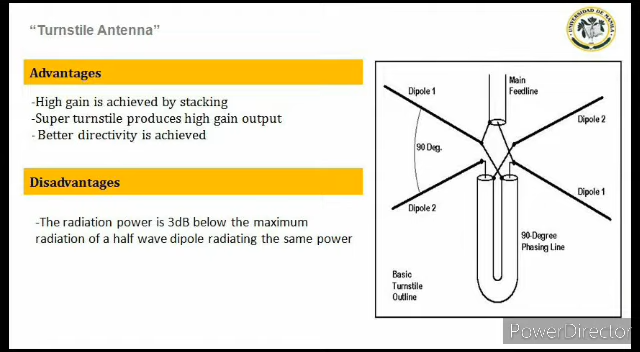 "Turnstile Antenna"
UNIVERSIDAD DE MANILA
Advantages
-High gain is achieved by stacking
-Super turnstile produces high gain output
- Better directivity is achieved
Disadvantages
-The radiation power is 3dB below the maximum
radiation of a half wave dipole radiating the same power
Main
Feedline
Dipole 1
Dipole 2
90 Deg.
Dipole 2
Dipole 1
90-Degree
Phasing Line
Basic
Turnstile
Outline
PowerDirector